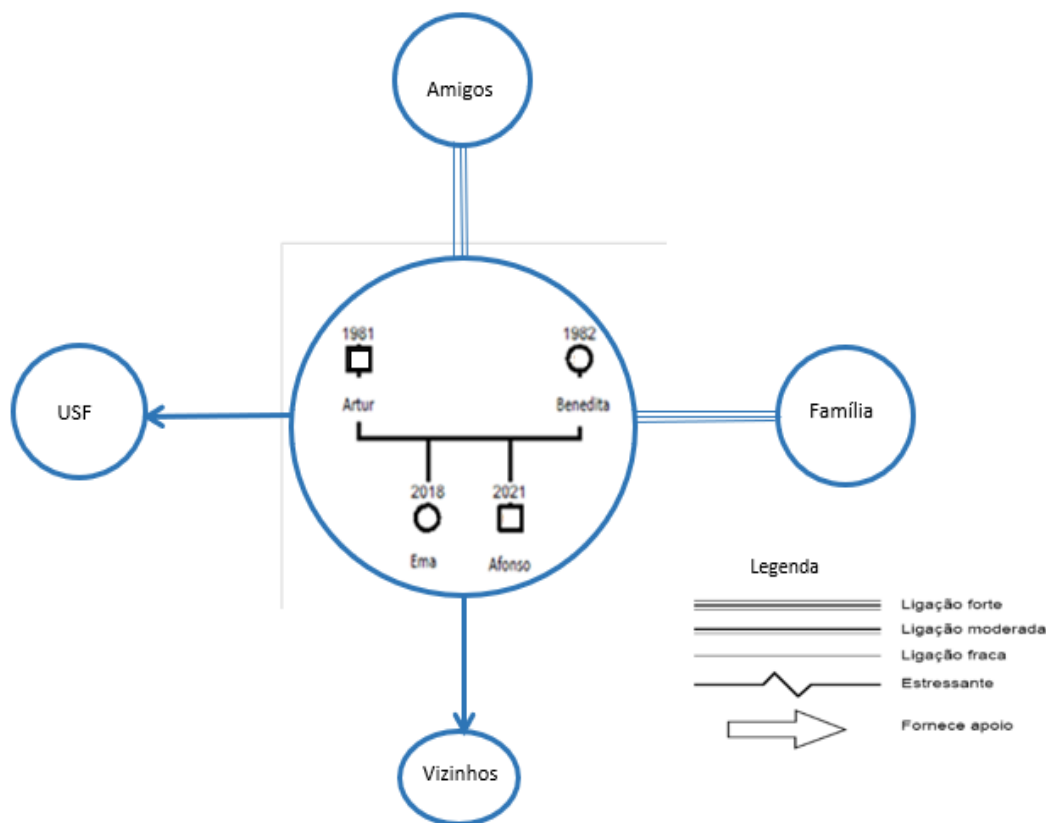 Amigos
1981
1982
Artur
Benedita
USF
Família
2018
2021
Ema
Afonso
Legenda
Ligação forte
Ligação moderada
Ligação fraca
Estressante
Fornece apoio
Vizinhos